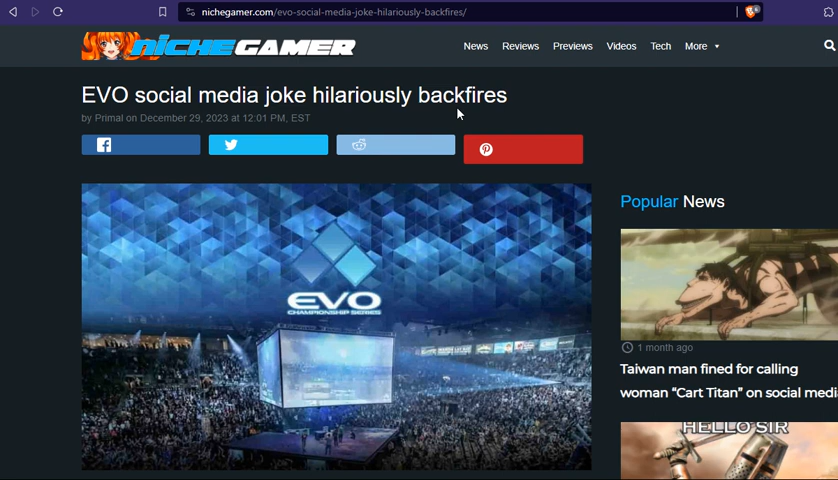 nichegamer.com/evo-social-media-joke-hilariously-backfires/
nicheGAMER
News
Reviews
Previews
Videos
Tech
More
EVO social media joke hilariously backfires
by Primal on December 29, 2023 at 12:01 PM, EST
EVO
CHAMPIONSHIP SERIES
Popular News
1 month ago
Taiwan man fined for calling
woman “Cart Titan” on social media
HELLO SIR